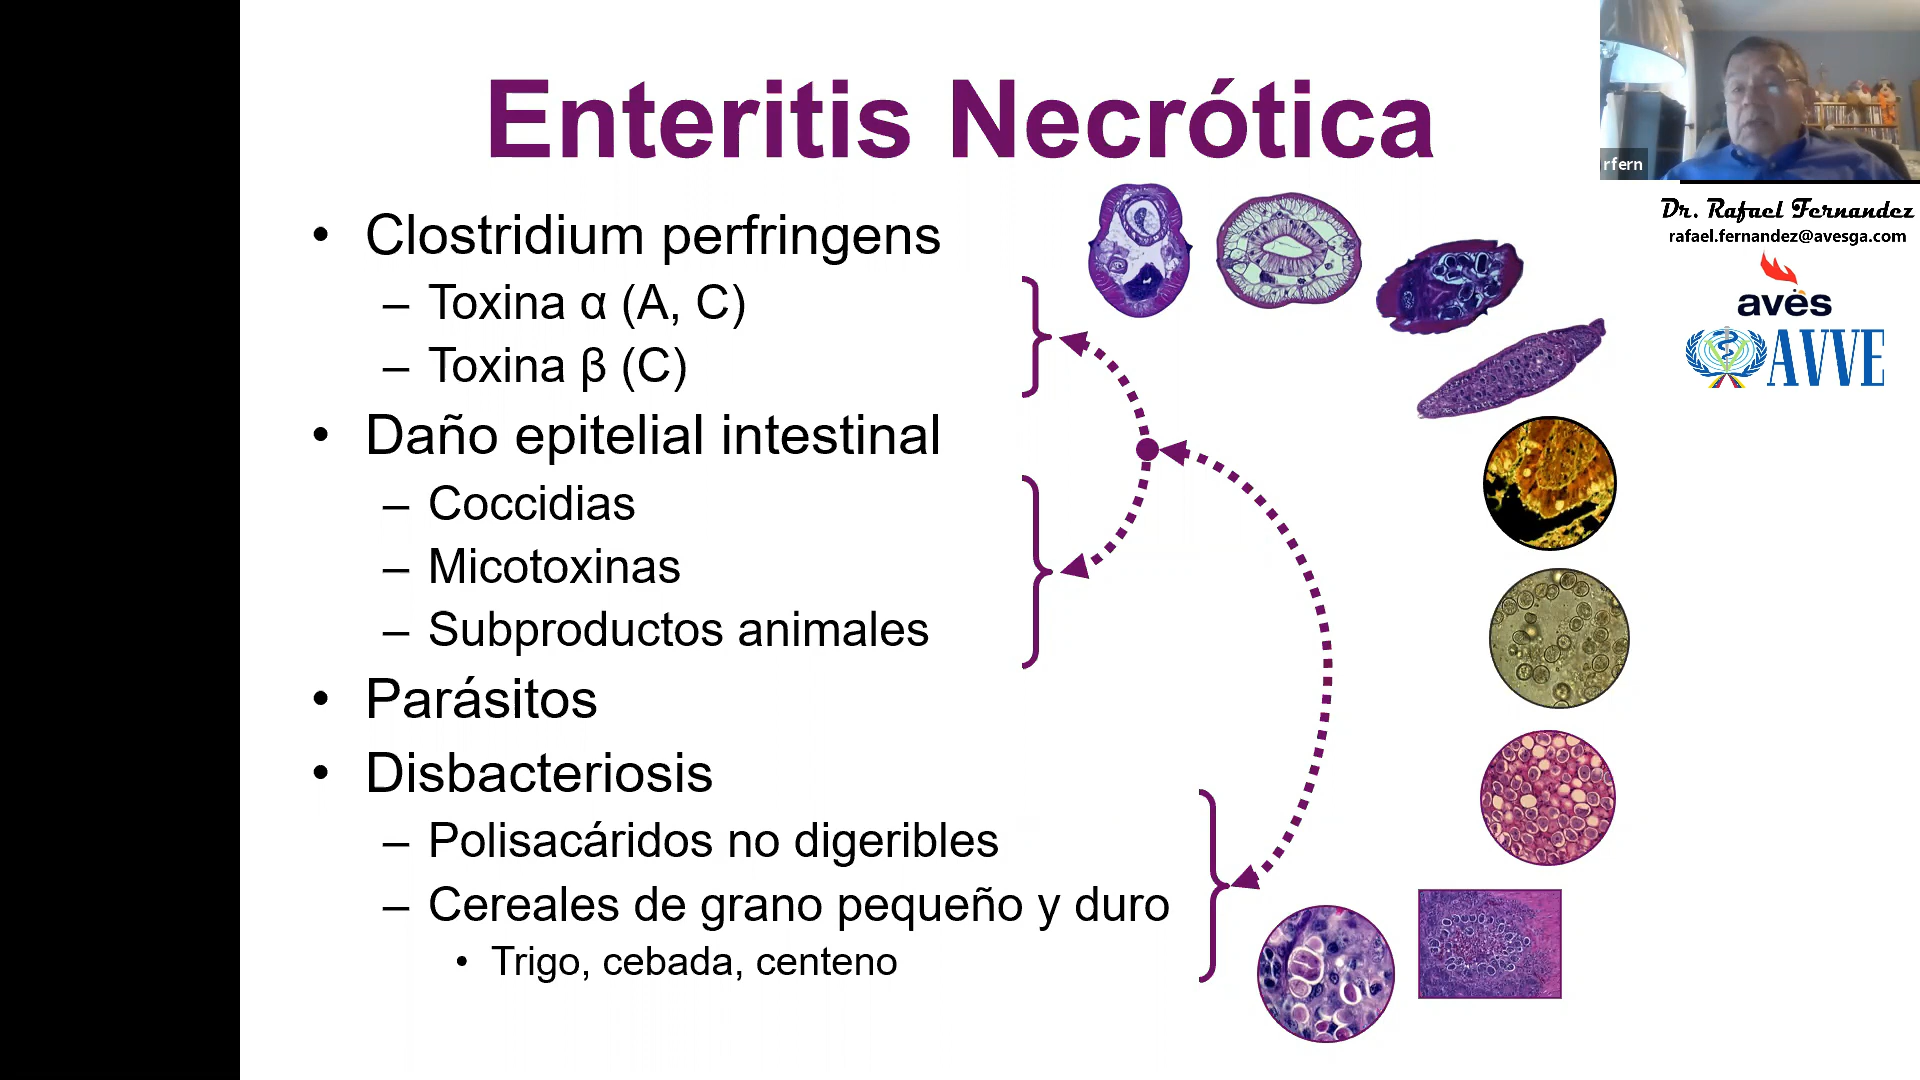 Enteritis Necrótica
• Clostridium perfringens
– Toxina α (A, C)
– Toxina β (C)
• Daño epitelial intestinal
– Coccidias
– Micotoxinas
– Subproductos animales
• Parásitos
• Disbacteriosis
– Polisacáridos no digeribles
– Cereales de grano pequeño y duro
• Trigo, cebada, centeno
rfern
Dr. Rafael Fernandez
rafael.fernandez@avesga.com
avès
AVVE